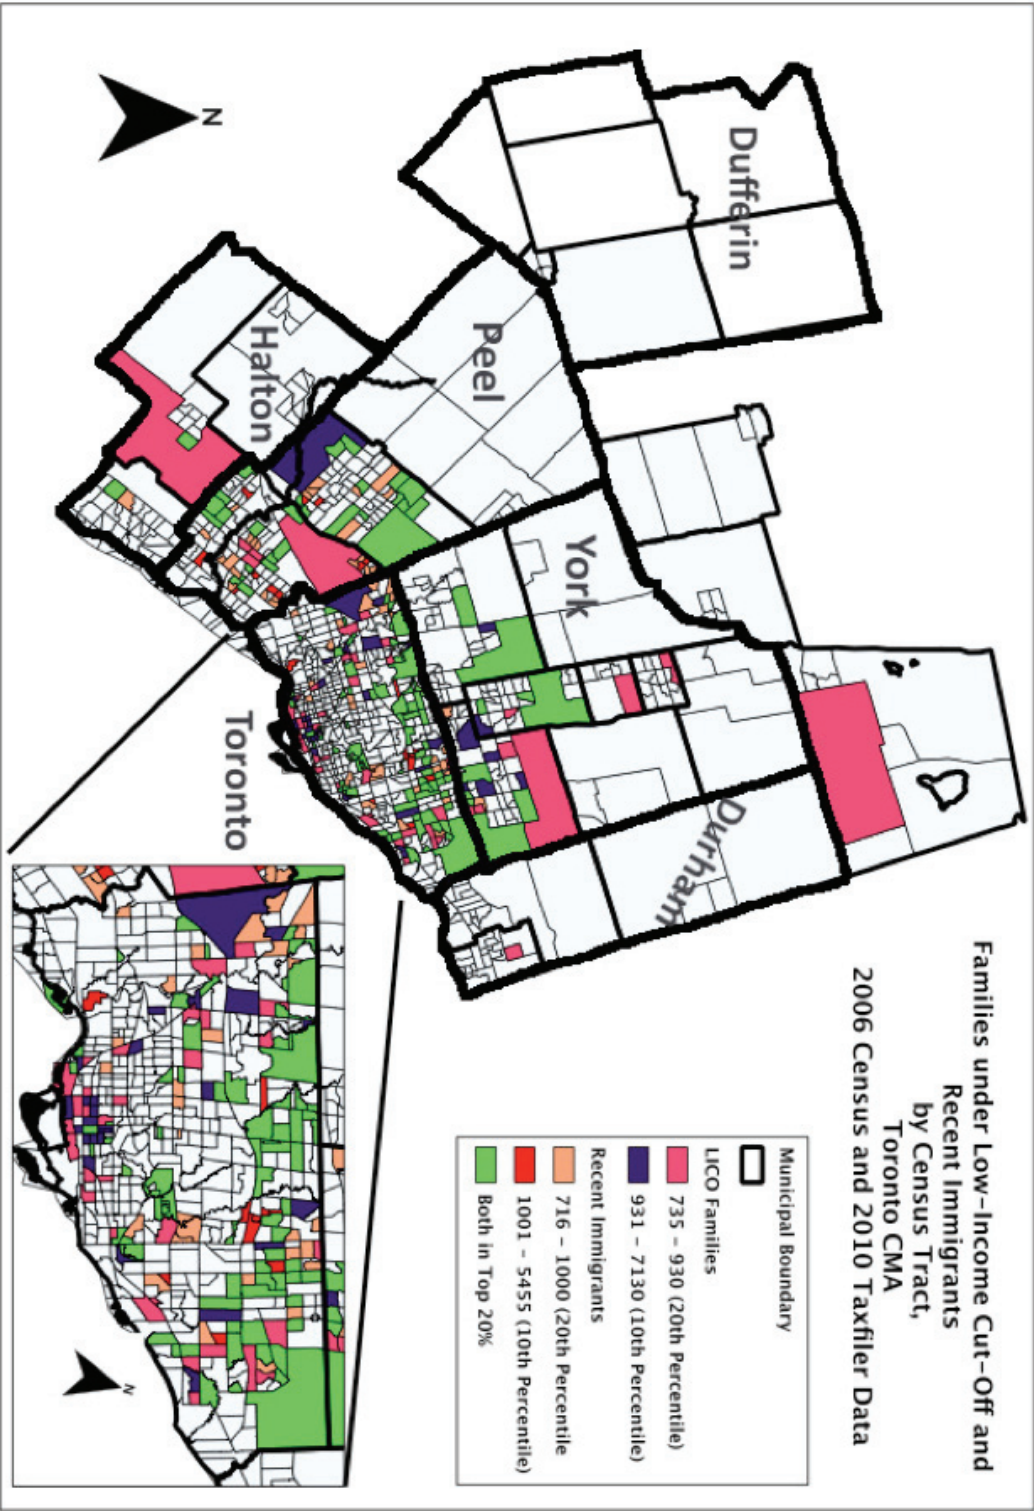 Families under Low-Income Cut-Off and
Recent Immigrants
by Census Tract,
Toronto CMA
2006 Census and 2010 Taxfiler Data
Municipal Boundary
LICO Families
735 - 930 (20th Percentile)
931 - 7130 (10th Percentile)
Recent Immigrants
716 - 1000 (20th Percentile
1001 - 5455 (10th Percentile)
Both in Top 20%
Dufferin
Peel
York
Durham
Halton
Toronto
N
N